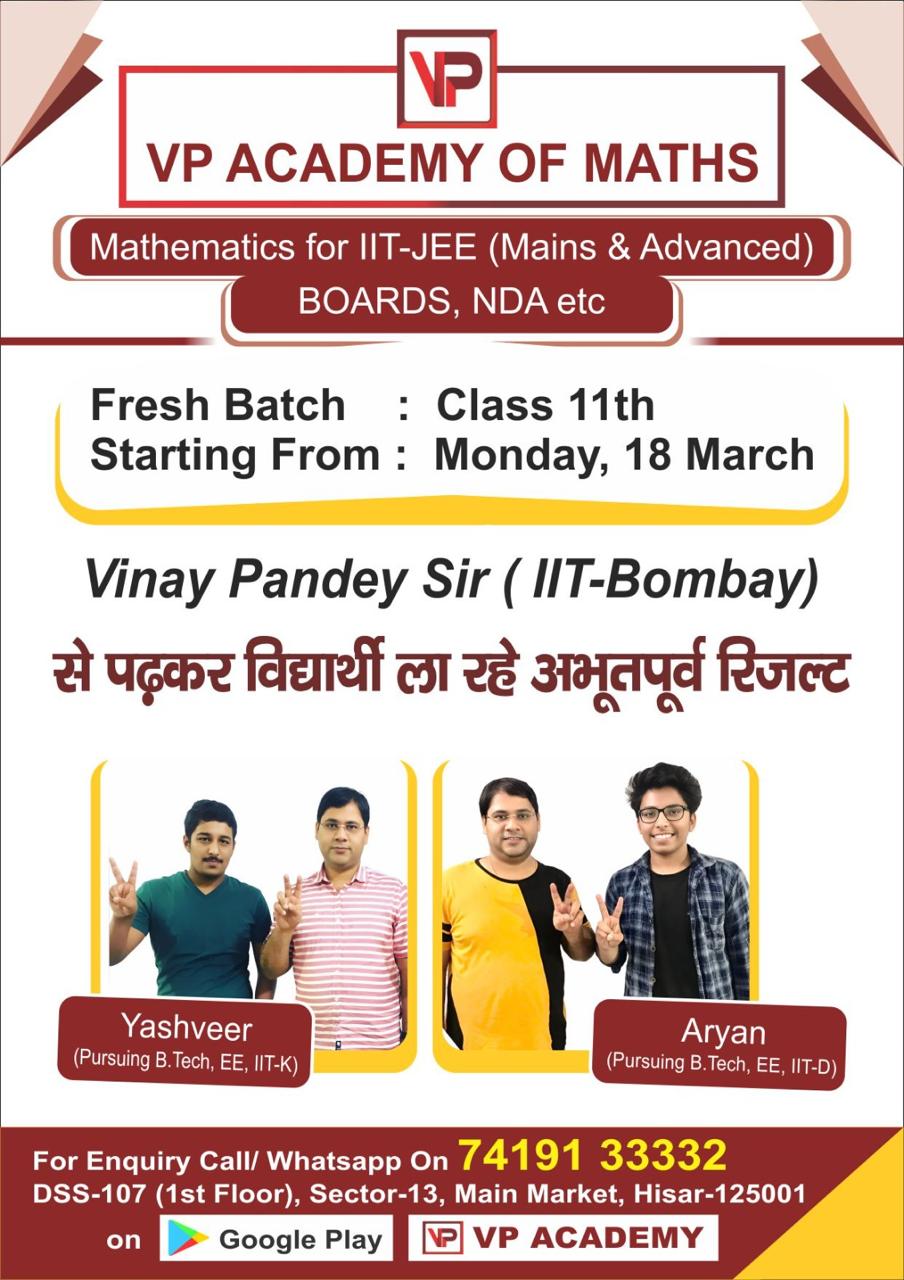 VP
VP ACADEMY OF MATHS
Mathematics for IIT-JEE (Mains & Advanced)
BOARDS, NDA etc
Fresh Batch : Class 11th
Starting From : Monday, 18 March
Vinay Pandey Sir ( IIT-Bombay)
से पढ़कर विद्यार्थी ला रहे अभूतपूर्व रिजल्ट
Yashveer
(Pursuing B.Tech, EE, IIT-K)
Aryan
(Pursuing B.Tech, EE, IIT-D)
For Enquiry Call/ Whatsapp On 74191 33332
DSS-107 (1st Floor), Sector-13, Main Market, Hisar-125001
on Google Play VP VP ACADEMY